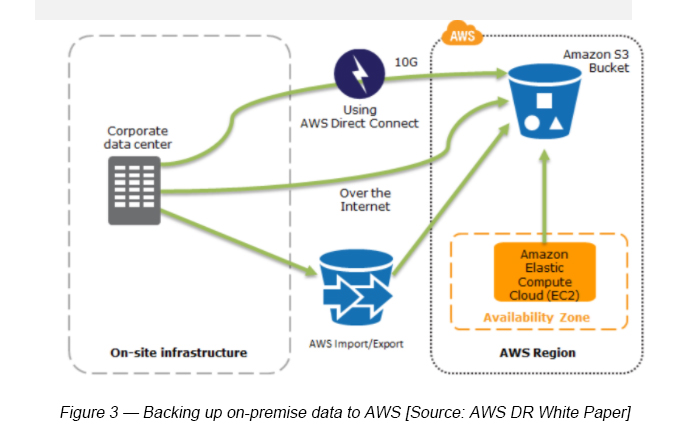 AWS
10G
Amazon S3
Bucket
Using
AWS Direct Connect
Corporate
data center
Over the
Internet
Amazon
Elastic
Compute
Cloud (EC2)
Availability Zone
AWS Import/Export
On-site infrastructure
AWS Region
Figure 3 — Backing up on-premise data to AWS [Source: AWS DR White Paper]